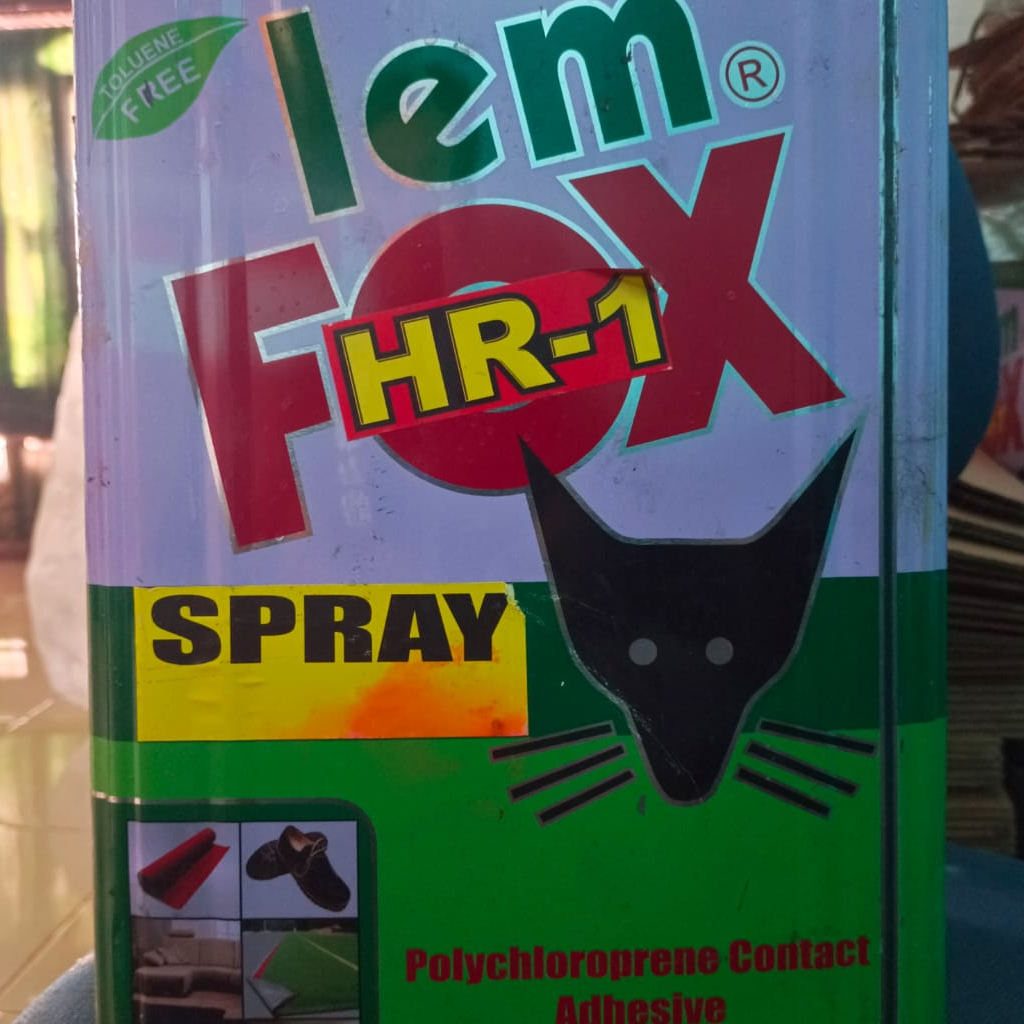 TOLUENE
FREE
lem®
FOX
HR-1
SPRAY
Polychloroprene Contact
Adhesive